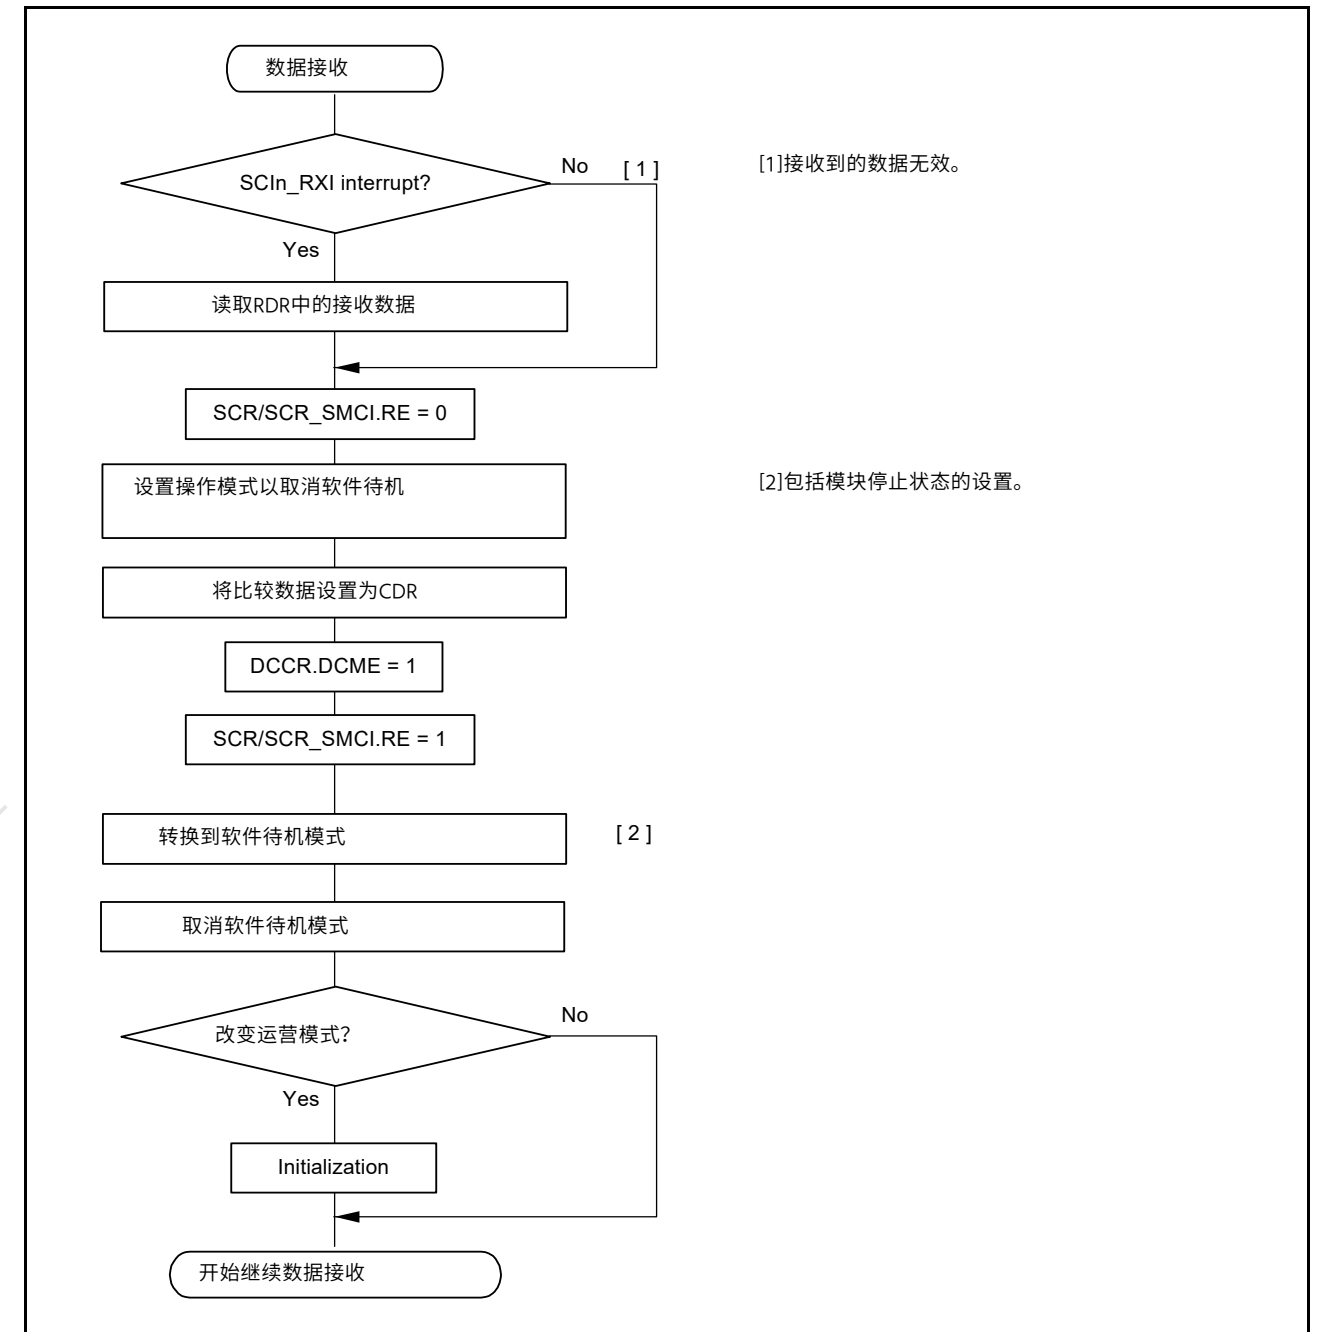 数据接收
SCIn_RXI interrupt?
No [ 1 ]
[1]接收到的数据无效。
Yes
读取RDR中的接收数据
SCR/SCR_SMCI.RE = 0
设置操作模式以取消软件待机
[2]包括模块停止状态的设置。
将比较数据设置为CDR
DCCR.DCME = 1
SCR/SCR_SMCI.RE = 1
转换到软件待机模式
[ 2 ]
取消软件待机模式
改变运营模式?
No
Yes
Initialization
开始继续数据接收